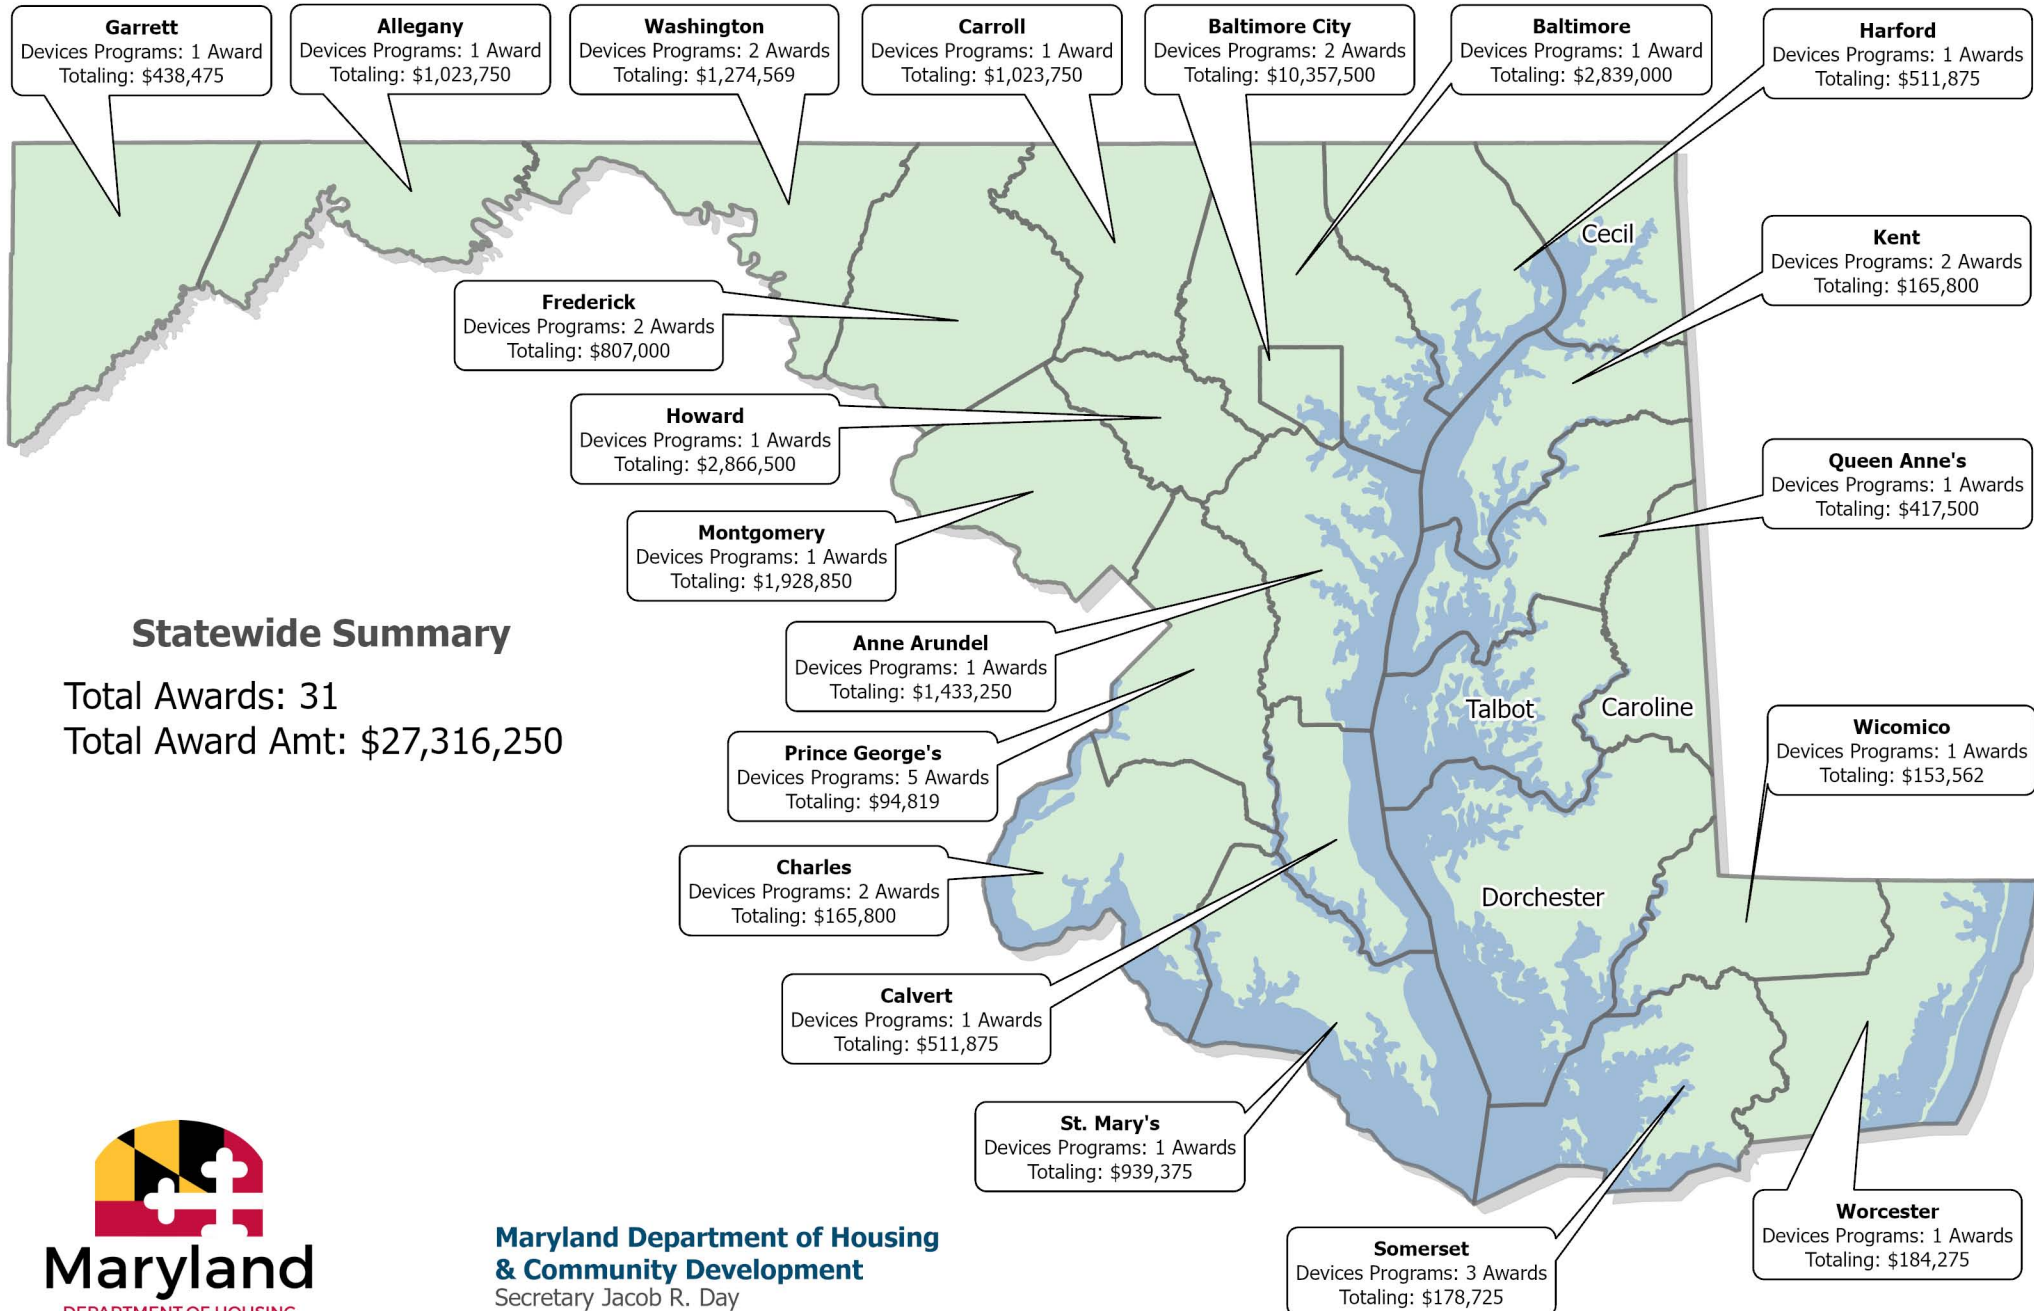 Garrett
Devices Programs: 1 Award
Totaling: $438,475
Allegany
Devices Programs: 1 Award
Totaling: $1,023,750
Washington
Devices Programs: 2 Awards
Totaling: $1,274,569
Carroll
Devices Programs: 1 Award
Totaling: $1,023,750
Baltimore City
Devices Programs: 2 Awards
Totaling: $10,357,500
Baltimore
Devices Programs: 1 Award
Totaling: $2,839,000
Harford
Devices Programs: 1 Awards
Totaling: $511,875
Cecil
Kent
Devices Programs: 2 Awards
Totaling: $165,800
Frederick
Devices Programs: 2 Awards
Totaling: $807,000
Howard
Devices Programs: 1 Awards
Totaling: $2,866,500
Queen Anne's
Devices Programs: 1 Awards
Totaling: $417,500
Montgomery
Devices Programs: 1 Awards
Totaling: $1,928,850
Statewide Summary
Total Awards: 31
Total Award Amt: $27,316,250
Anne Arundel
Devices Programs: 1 Awards
Totaling: $1,433,250
Talbot
Caroline
Wicomico
Devices Programs: 1 Awards
Totaling: $153,562
Prince George's
Devices Programs: 5 Awards
Totaling: $94,819
Charles
Devices Programs: 2 Awards
Totaling: $165,800
Dorchester
Calvert
Devices Programs: 1 Awards
Totaling: $511,875
St. Mary's
Devices Programs: 1 Awards
Totaling: $939,375
Somerset
Devices Programs: 3 Awards
Totaling: $178,725
Worcester
Devices Programs: 1 Awards
Totaling: $184,275
Maryland
DEPARTMENT OF HOUSING
Maryland Department of Housing
& Community Development
Secretary Jacob R. Day